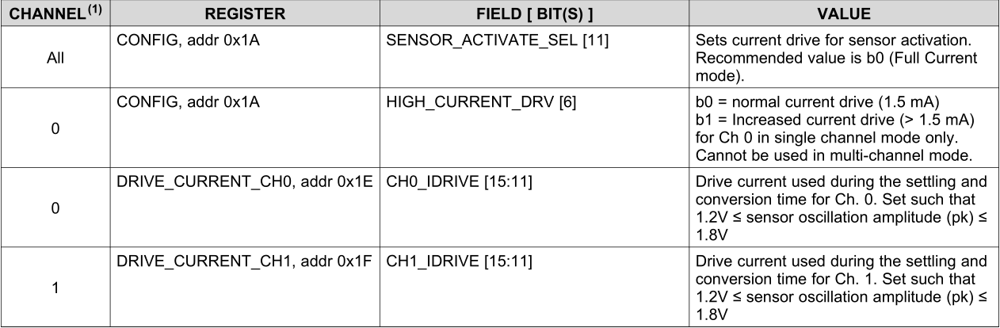 CHANNEL(1) REGISTER FIELD [ BIT(S) ] VALUE
All CONFIG, addr 0x1A SENSOR_ACTIVATE_SEL [11] Sets current drive for sensor activation.
Recommended value is b0 (Full Current
mode).
0 CONFIG, addr 0x1A HIGH_CURRENT_DRV [6] b0 = normal current drive (1.5 mA)
b1 = Increased current drive (> 1.5 mA)
for Ch 0 in single channel mode only.
Cannot be used in multi-channel mode.
0 DRIVE_CURRENT_CH0, addr 0x1E CH0_IDRIVE [15:11] Drive current used during the settling and
conversion time for Ch. 0. Set such that
1.2V ≤ sensor oscillation amplitude (pk) ≤
1.8V
1 DRIVE_CURRENT_CH1, addr 0x1F CH1_IDRIVE [15:11] Drive current used during the settling and
conversion time for Ch. 1. Set such that
1.2V ≤ sensor oscillation amplitude (pk) ≤
1.8V